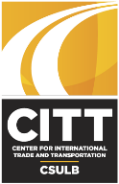 CITT
CENTER FOR INTERNATIONAL
TRADE AND TRANSPORTATION
CSULB